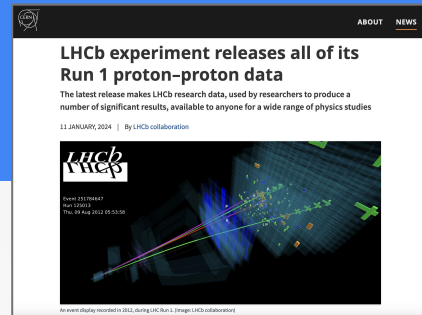 CERN
ABOUT NEWS
LHCb experiment releases all of its
Run 1 proton–proton data
The latest release makes LHCb research data, used by researchers to produce a
number of significant results, available to anyone for a wide range of physics studies
11 JANUARY, 2024 | By LHCb collaboration
LHCb
Event 251784647
Run 125013
Thu, 09 Aug 2012 05:53:58
An event display recorded in 2012, during LHC Run 1. (Image: LHCb collaboration)